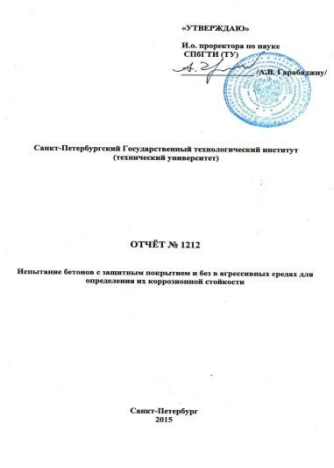 «УТВЕРЖДАЮ»
И.о. проректора по науке
СПбГТИ (ТУ)
/А.В. Гарабаджиу/
Санкт-Петербургский Государственный технологический институт
(технический университет)
ОТЧЁТ № 1212
Испытание бетонов с защитным покрытием и без в агрессивных средах для
определения их коррозионной стойкости
Санкт-Петербург
2015